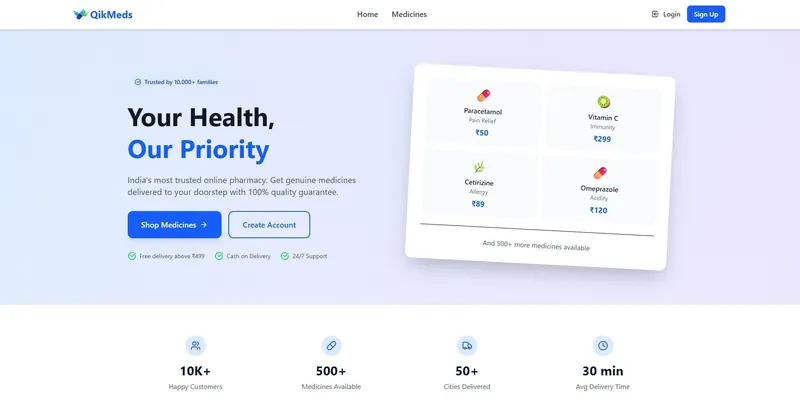 QikMeds
Home Medicines
Login Sign Up
Trusted by 10,000+ families
Your Health,
Our Priority
India's most trusted online pharmacy. Get genuine medicines
delivered to your doorstep with 100% quality guarantee.
Shop Medicines → Create Account
Free delivery above ₹499 Cash on Delivery 24/7 Support
Paracetamol
Pain Relief
₹50
Vitamin C
Immunity
₹299
Cetirizine
Allergy
₹89
Omeprazole
Acidity
₹120
And 500+ more medicines available
10K+
Happy Customers
500+
Medicines Available
50+
Cities Delivered
30 min
Avg Delivery Time